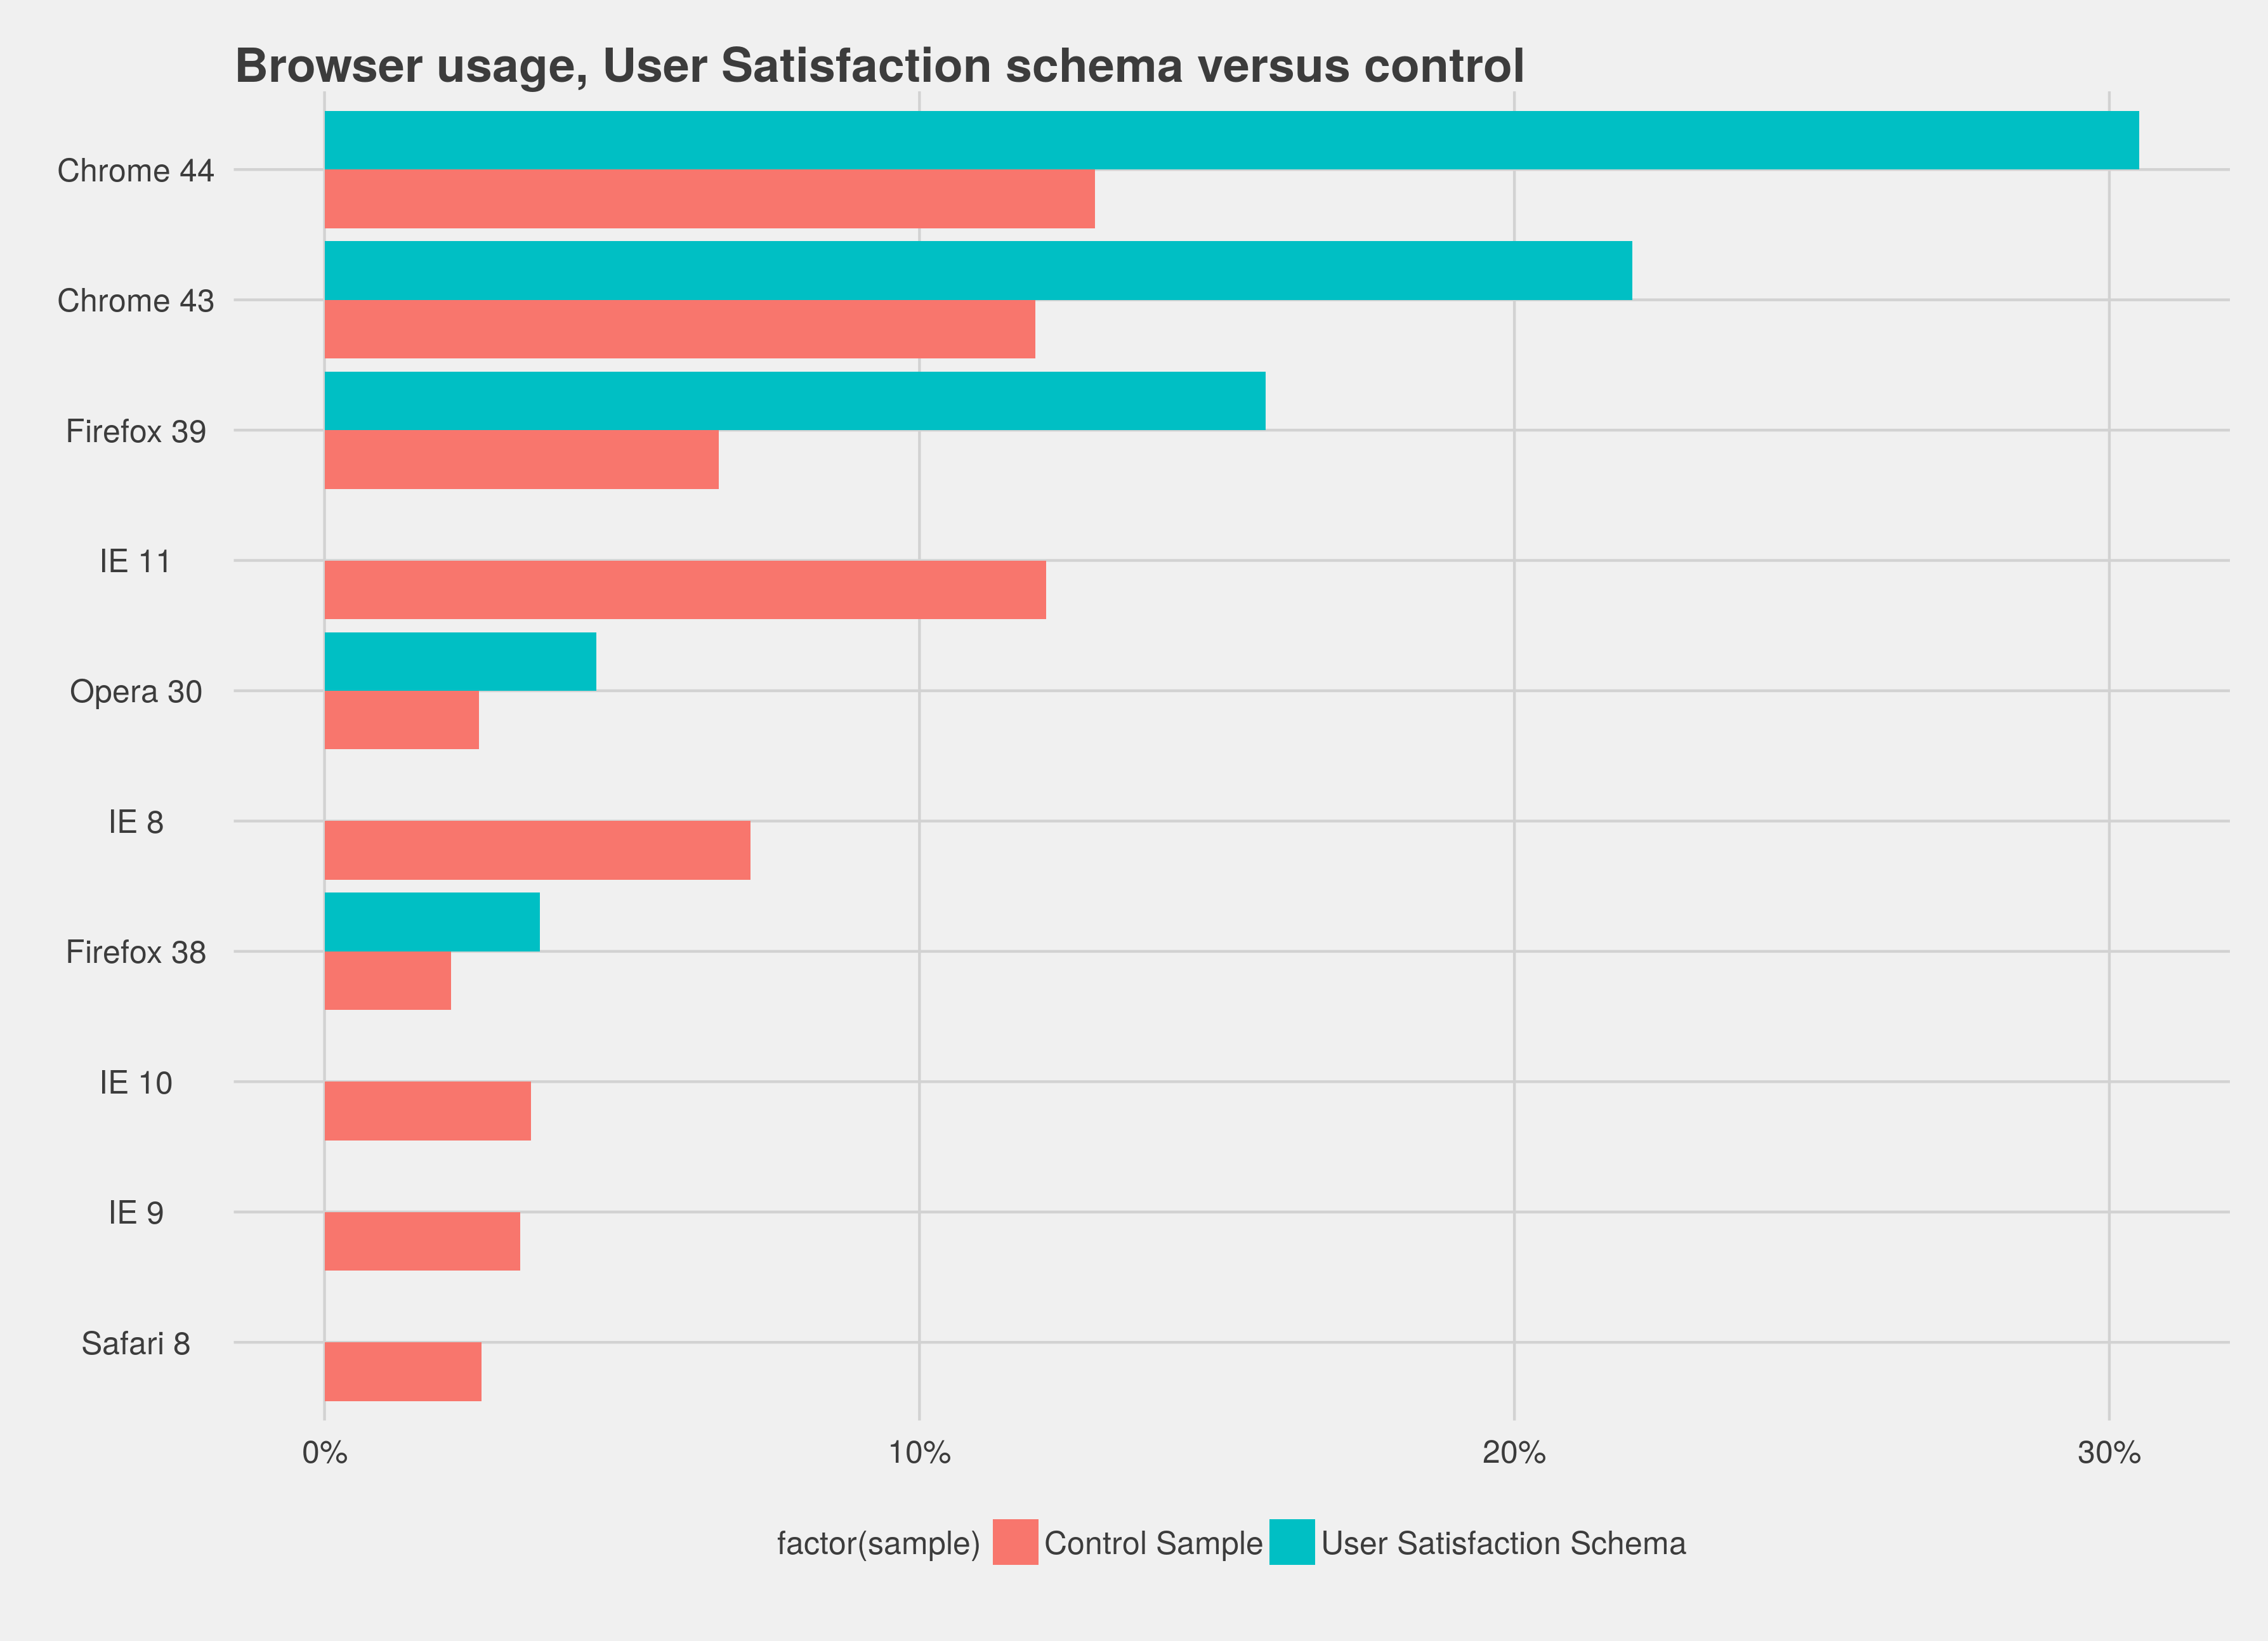 Browser usage, User Satisfaction schema versus control
Chrome 44
Chrome 43
Firefox 39
IE 11
Opera 30
IE 8
Firefox 38
IE 10
IE 9
Safari 8
0% 10% 20% 30%
factor(sample) Control Sample User Satisfaction Schema